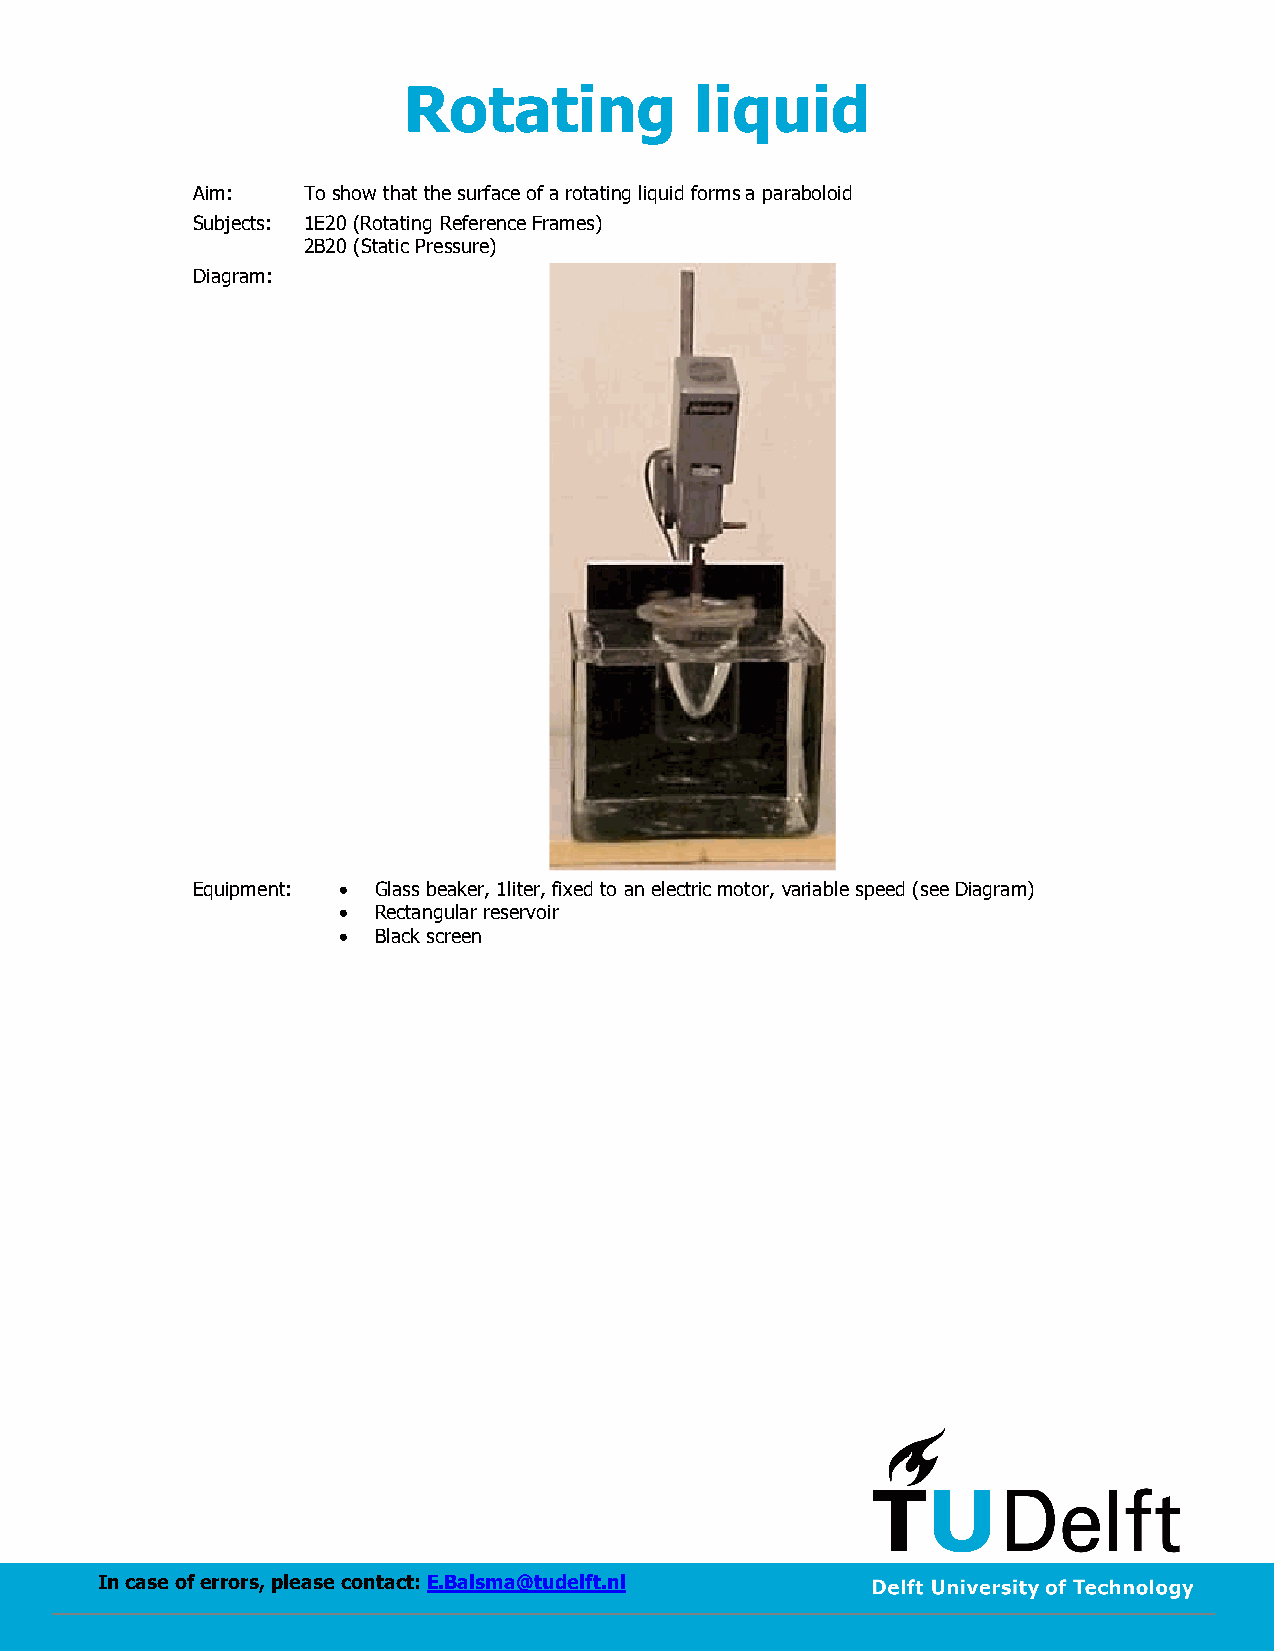 Rotating liquid
Aim: To show that the surface of a rotating liquid forms a paraboloid
Subjects: 1E20 (Rotating Reference Frames)
2B20 (Static Pressure)
Diagram:
Equipment: • Glass beaker, 1liter, fixed to an electric motor, variable speed (see Diagram)
• Rectangular reservoir
• Black screen
TUDelft
In case of errors, please contact: E.Balsma@tudelft.nl
Delft University of Technology